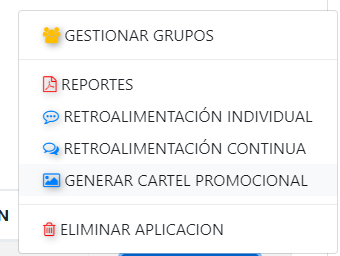 GESTIONAR GRUPOS
REPORTES
RETROALIMENTACIÓN INDIVIDUAL
RETROALIMENTACIÓN CONTINUA
GENERAR CARTEL PROMOCIONAL
N
ELIMINAR APLICACION